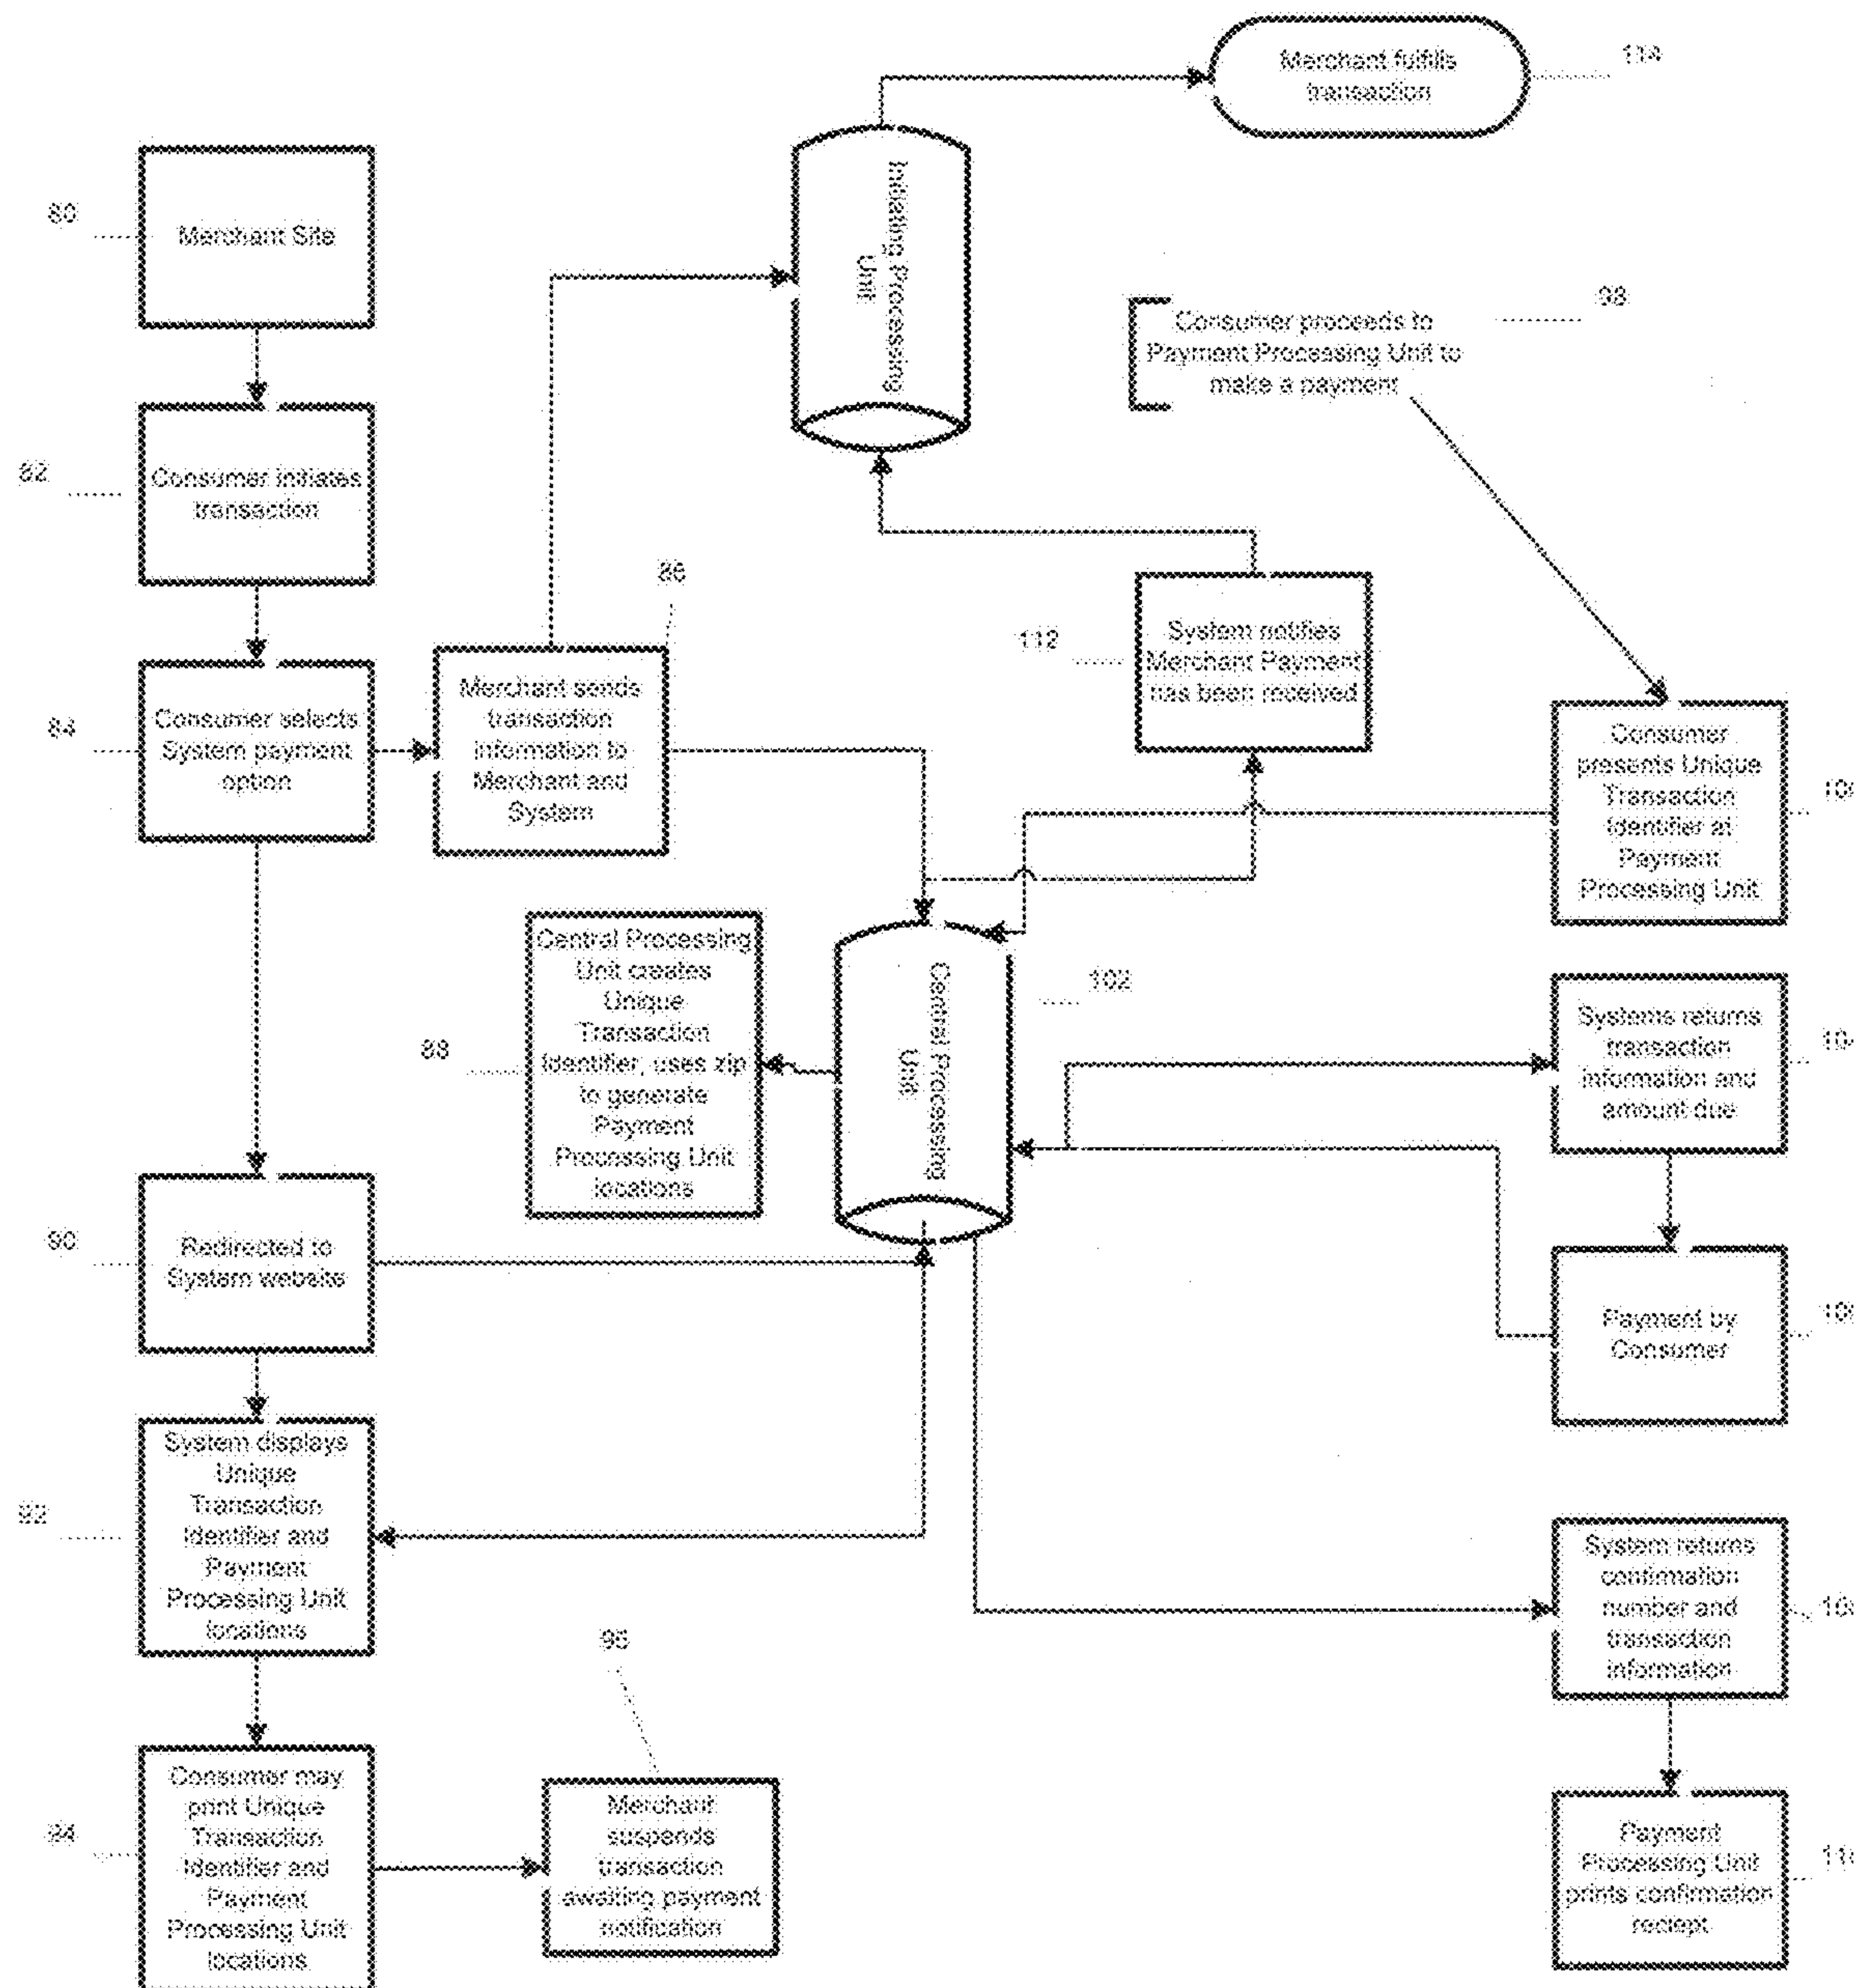 Merchant fulfills
transaction
114
80
Merchant Site
Initiating Processing
Unit
98
Consumer proceeds to
Payment Processing Unit to
make a payment
82
Consumer initiates
transaction
86
84
Consumer selects
System payment
option
Merchant sends
transaction
information to
Merchant and
System
112
System notifies
Merchant Payment
has been received
Consumer
presents Unique
Transaction
Identifier at
Payment
Processing Unit
88
Central Processing
Unit creates
Unique
Transaction
Identifier, uses zip
to generate
Payment
Processing Unit
locations
Central Processing
Unit
102
Systems returns
transaction
information and
amount due
90
Redirected to
System website
Payment by
Consumer
92
System displays
Unique
Transaction
Identifier and
Payment
Processing Unit
locations
System returns
confirmation
number and
transaction
information
94
Consumer may
print Unique
Transaction
Identifier and
Payment
Processing Unit
locations
Merchant
suspends
transaction
awaiting payment
notification
Payment
Processing Unit
prints confirmation
reciept